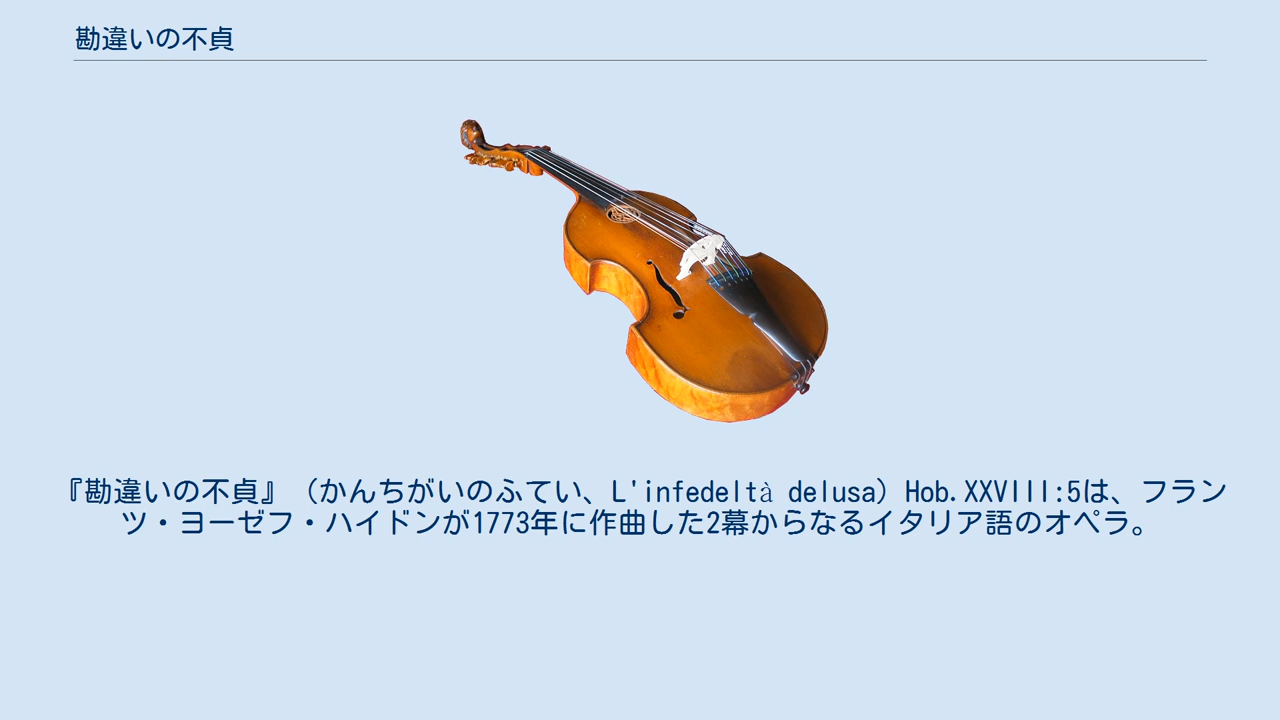 勘違いの不貞
『勘違いの不貞』（かんちがいのふてい、L'infedeltà delusa）Hob.XXVIII:5は、フラン
ツ・ヨーゼフ・ハイドンが1773年に作曲した2幕からなるイタリア語のオペラ。